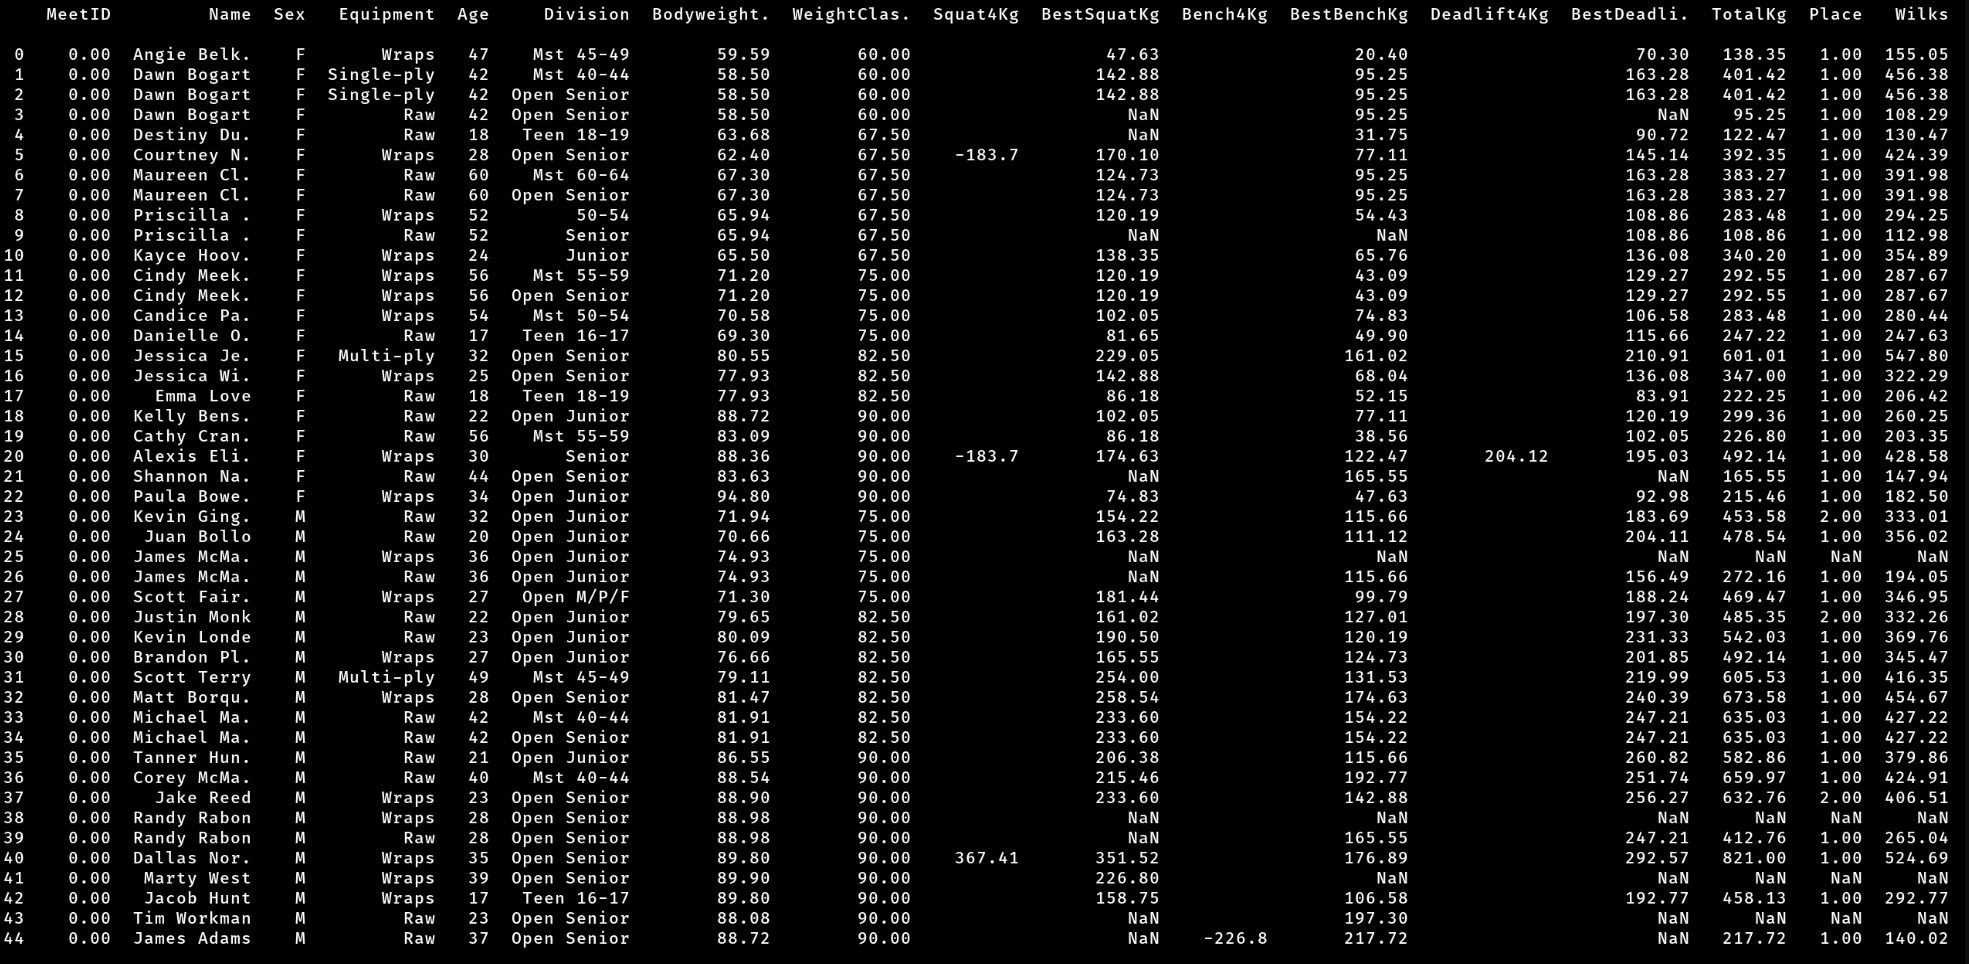 MeetID Name Sex Equipment Age Division Bodyweight. WeightClas. Squat4Kg BestSquatKg Bench4Kg BestBenchKg Deadlift4Kg BestDeadli. TotalKg Place Wilks
0 0.00 Angie Belk. F Wraps 47 Mst 45-49 59.59 60.00 47.63 20.40 70.30 138.35 1.00 155.05
1 0.00 Dawn Bogart F Single-ply 42 Mst 40-44 58.50 60.00 142.88 95.25 163.28 401.42 1.00 456.38
2 0.00 Dawn Bogart F Single-ply 42 Open Senior 58.50 60.00 142.88 95.25 163.28 401.42 1.00 456.38
3 0.00 Dawn Bogart F Raw 42 Open Senior 58.50 60.00 NaN 95.25 NaN 95.25 1.00 108.29
4 0.00 Destiny Du. F Raw 18 Teen 18-19 63.68 67.50 NaN 31.75 90.72 122.47 1.00 130.47
5 0.00 Courtney N. F Wraps 28 Open Senior 62.40 67.50 -183.7 170.10 77.11 145.14 392.35 1.00 424.39
6 0.00 Maureen Cl. F Raw 60 Mst 60-64 67.30 67.50 124.73 95.25 163.28 383.27 1.00 391.98
7 0.00 Maureen Cl. F Raw 60 Open Senior 67.30 67.50 124.73 95.25 163.28 383.27 1.00 391.98
8 0.00 Priscilla . F Wraps 52 50-54 65.94 67.50 120.19 54.43 108.86 283.48 1.00 294.25
9 0.00 Priscilla . F Raw 52 Senior 65.94 67.50 NaN NaN 108.86 108.86 1.00 112.98
10 0.00 Kayce Hoov. F Wraps 24 Junior 65.50 67.50 138.35 65.76 136.08 340.20 1.00 354.89
11 0.00 Cindy Meek. F Wraps 56 Mst 55-59 71.20 75.00 120.19 43.09 129.27 292.55 1.00 287.67
12 0.00 Cindy Meek. F Wraps 56 Open Senior 71.20 75.00 120.19 43.09 129.27 292.55 1.00 287.67
13 0.00 Candice Pa. F Wraps 54 Mst 50-54 70.58 75.00 102.05 74.83 106.58 283.48 1.00 280.44
14 0.00 Danielle O. F Raw 17 Teen 16-17 69.30 75.00 81.65 49.90 115.66 247.22 1.00 247.63
15 0.00 Jessica Je. F Multi-ply 32 Open Senior 80.55 82.50 229.05 161.02 210.91 601.01 1.00 547.80
16 0.00 Jessica Wi. F Wraps 25 Open Senior 77.93 82.50 142.88 68.04 136.08 347.00 1.00 322.29
17 0.00 Emma Love F Raw 18 Teen 18-19 77.93 82.50 86.18 52.15 83.91 222.25 1.00 206.42
18 0.00 Kelly Bens. F Raw 22 Open Junior 88.72 90.00 102.05 77.11 120.19 299.36 1.00 260.25
19 0.00 Cathy Cran. F Raw 56 Mst 55-59 83.09 90.00 86.18 38.56 102.05 226.80 1.00 203.35
20 0.00 Alexis Eli. F Wraps 30 Senior 88.36 90.00 -183.7 174.63 122.47 204.12 195.03 492.14 1.00 428.58
21 0.00 Shannon Na. F Raw 44 Open Senior 83.63 90.00 NaN 165.55 NaN 165.55 1.00 147.94
22 0.00 Paula Bowe. F Wraps 34 Open Junior 94.80 90.00 74.83 47.63 92.98 215.46 1.00 182.50
23 0.00 Kevin Ging. M Raw 32 Open Junior 71.94 75.00 154.22 115.66 183.69 453.58 2.00 333.01
24 0.00 Juan Bollo M Raw 20 Open Junior 70.66 75.00 163.28 111.12 204.11 478.54 1.00 356.02
25 0.00 James McMa. M Wraps 36 Open Junior 74.93 75.00 NaN NaN NaN NaN NaN NaN
26 0.00 James McMa. M Raw 36 Open Junior 74.93 75.00 NaN 115.66 156.49 272.16 1.00 194.05
27 0.00 Scott Fair. M Wraps 27 Open M/P/F 71.30 75.00 181.44 99.79 188.24 469.47 1.00 346.95
28 0.00 Justin Monk M Raw 22 Open Junior 79.65 82.50 161.02 127.01 197.30 485.35 2.00 332.26
29 0.00 Kevin Londe M Raw 23 Open Junior 80.09 82.50 190.50 120.19 231.33 542.03 1.00 369.76
30 0.00 Brandon Pl. M Wraps 27 Open Junior 76.66 82.50 165.55 124.73 201.85 492.14 1.00 345.47
31 0.00 Scott Terry M Multi-ply 49 Mst 45-49 79.11 82.50 254.00 131.53 219.99 605.53 1.00 416.35
32 0.00 Matt Borqu. M Wraps 28 Open Senior 81.47 82.50 258.54 174.63 240.39 673.58 1.00 454.67
33 0.00 Michael Ma. M Raw 42 Mst 40-44 81.91 82.50 233.60 154.22 247.21 635.03 1.00 427.22
34 0.00 Michael Ma. M Raw 42 Open Senior 81.91 82.50 233.60 154.22 247.21 635.03 1.00 427.22
35 0.00 Tanner Hun. M Raw 21 Open Junior 86.55 90.00 206.38 115.66 260.82 582.86 1.00 379.86
36 0.00 Corey McMa. M Raw 40 Mst 40-44 88.54 90.00 215.46 192.77 251.74 659.97 1.00 424.91
37 0.00 Jake Reed M Wraps 23 Open Senior 88.90 90.00 233.60 142.88 256.27 632.76 2.00 406.51
38 0.00 Randy Rabon M Wraps 28 Open Senior 88.98 90.00 NaN NaN NaN NaN NaN NaN
39 0.00 Randy Rabon M Raw 28 Open Senior 88.98 90.00 NaN 165.55 247.21 412.76 1.00 265.04
40 0.00 Dallas Nor. M Wraps 35 Open Senior 89.80 90.00 367.41 351.52 176.89 292.57 821.00 1.00 524.69
41 0.00 Marty West M Wraps 39 Open Senior 89.90 90.00 226.80 NaN NaN NaN NaN NaN
42 0.00 Jacob Hunt M Wraps 17 Teen 16-17 89.80 90.00 158.75 106.58 192.77 458.13 1.00 292.77
43 0.00 Tim Workman M Raw 23 Open Senior 88.08 90.00 NaN 197.30 NaN NaN NaN NaN
44 0.00 James Adams M Raw 37 Open Senior 88.72 90.00 NaN -226.8 217.72 NaN 217.72 1.00 140.02